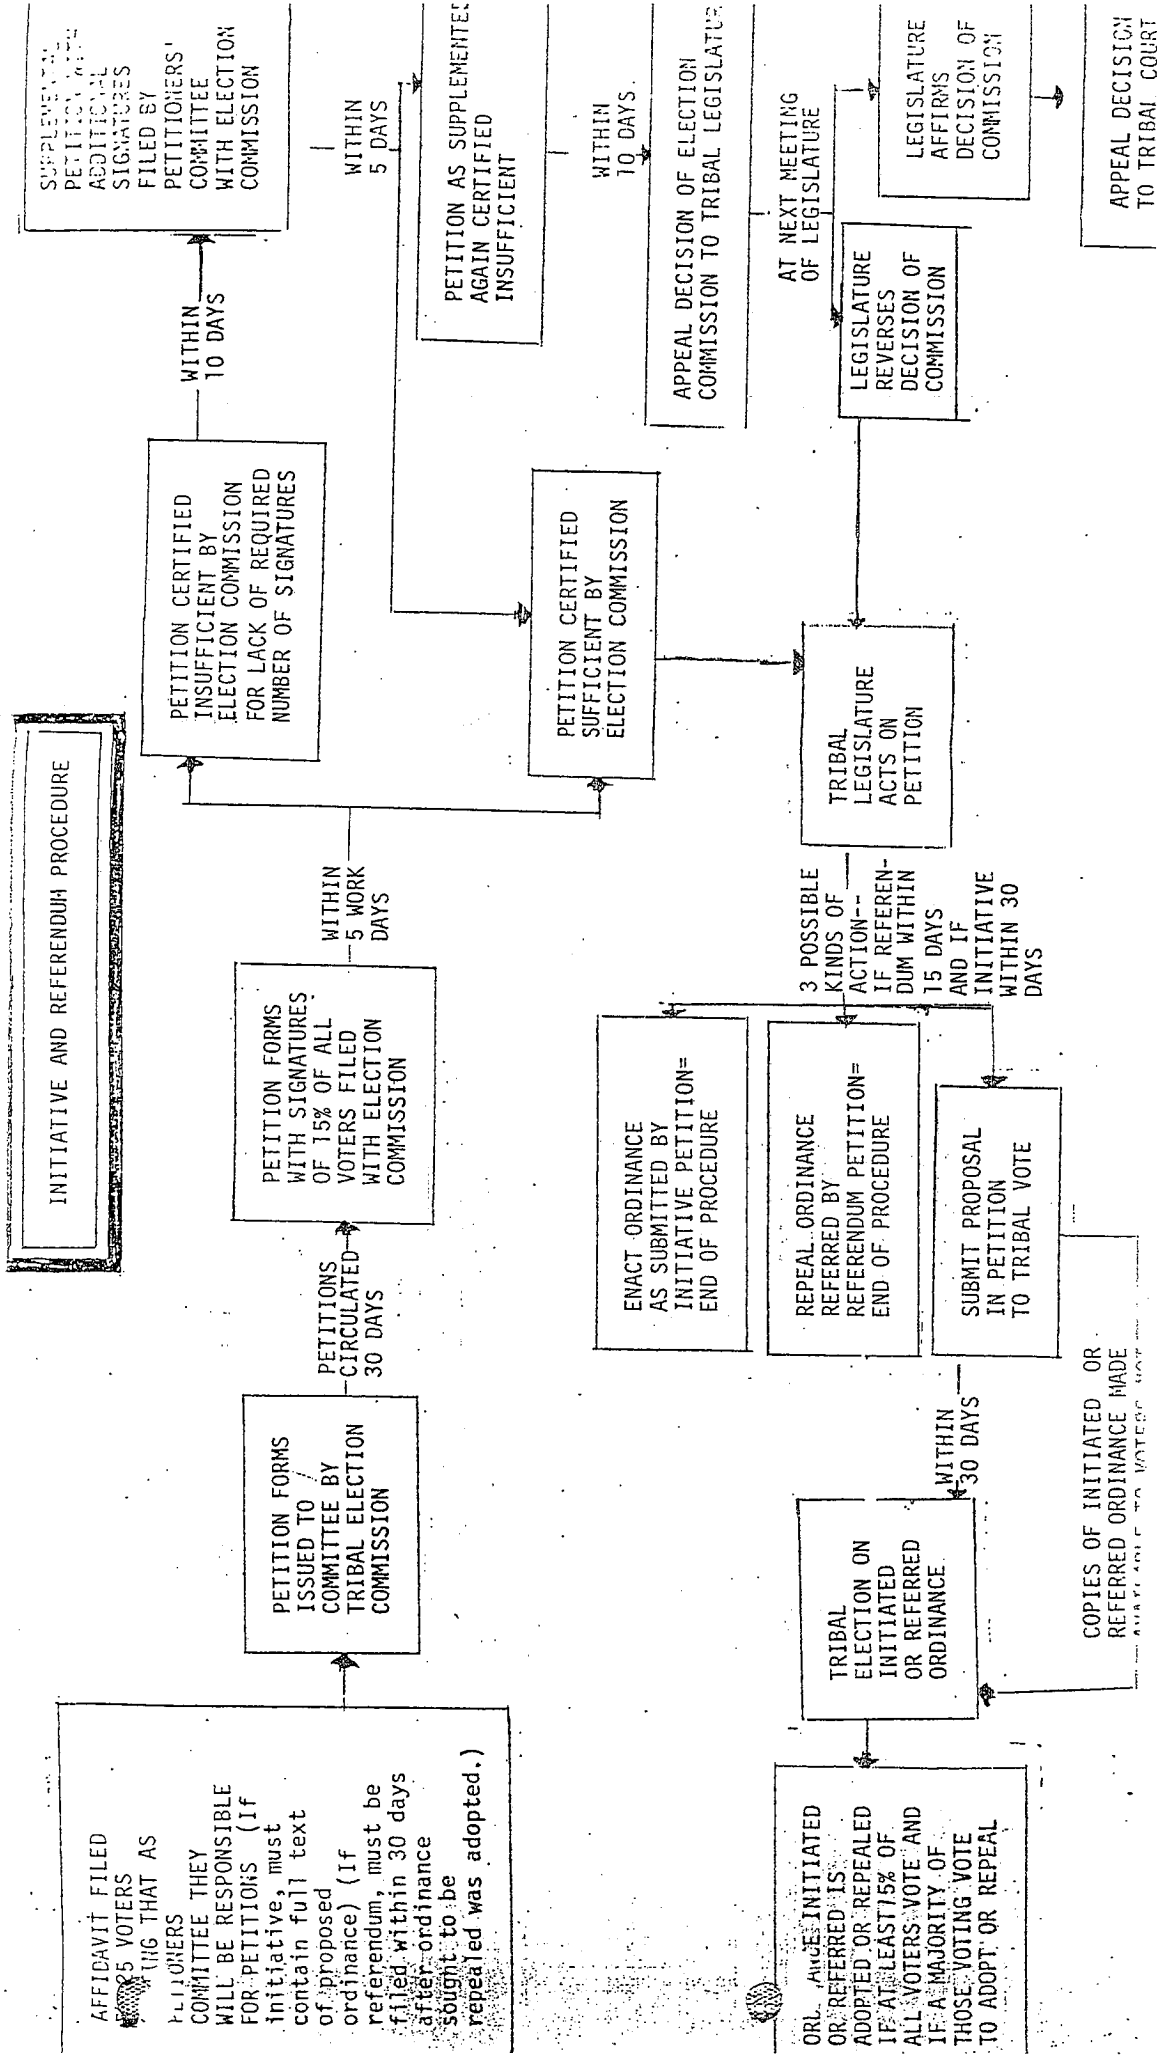 INITIATIVE AND REFERENDUM PROCEDURE
AFFIDAVIT FILED
25 VOTERS
THAT AS
COMMITTEE THEY
WILL BE RESPONSIBLE
FOR PETITIONS (If
initiative, must
contain full text
of proposed
ordinance) (If
referendum, must be
filed within 30 days
after ordinance
sought to be
repealed was adopted.)
PETITION FORMS
ISSUED TO
COMMITTEE BY
TRIBAL ELECTION
COMMISSION
PETITIONS
CIRCULATED
30 DAYS
PETITION FORMS
WITH SIGNATURES
OF 15% OF ALL
VOTERS FILED
WITH ELECTION
COMMISSION
WITHIN
5 WORK
DAYS
PETITION CERTIFIED
INSUFFICIENT BY
ELECTION COMMISSION
FOR LACK OF REQUIRED
NUMBER OF SIGNATURES
WITHIN
10 DAYS
SUPPLEMENTAL
PETITION WITH
ADDITIONAL
SIGNATURES
FILED BY
PETITIONERS'
COMMITTEE
WITH ELECTION
COMMISSION
WITHIN
5 DAYS
PETITION AS SUPPLEMENTED
AGAIN CERTIFIED
INSUFFICIENT
PETITION CERTIFIED
SUFFICIENT BY
ELECTION COMMISSION
WITHIN
10 DAYS
APPEAL DECISION OF ELECTION
COMMISSION TO TRIBAL LEGISLATUR
AT NEXT MEETING
OF LEGISLATURE
LEGISLATURE
AFFIRMS
DECISION OF
COMMISSION
LEGISLATURE
REVERSES
DECISION OF
COMMISSION
APPEAL DECISION
TO TRIBAL COURT
TRIBAL
LEGISLATURE
ACTS ON
PETITION
3 POSSIBLE
KINDS OF
ACTION--
IF REFEREN-
DUM WITHIN
15 DAYS
AND IF
INITIATIVE
WITHIN 30
DAYS
ENACT ORDINANCE
AS SUBMITTED BY
INITIATIVE PETITION=
END OF PROCEDURE
REPEAL ORDINANCE
REFERRED BY
REFERENDUM PETITION=
END OF PROCEDURE
SUBMIT PROPOSAL
IN PETITION
TO TRIBAL VOTE
WITHIN
30 DAYS
COPIES OF INITIATED OR
REFERRED ORDINANCE MADE
AVAILABLE TO VOTERS
TRIBAL
ELECTION ON
INITIATED
OR REFERRED
ORDINANCE
INITIATED
OR REFERRED IS
ADOPTED OR REPEALED
IF AT LEAST 15% OF
ALL VOTERS VOTE AND
IF A MAJORITY OF
THOSE VOTING VOTE
TO ADOPT OR REPEAL